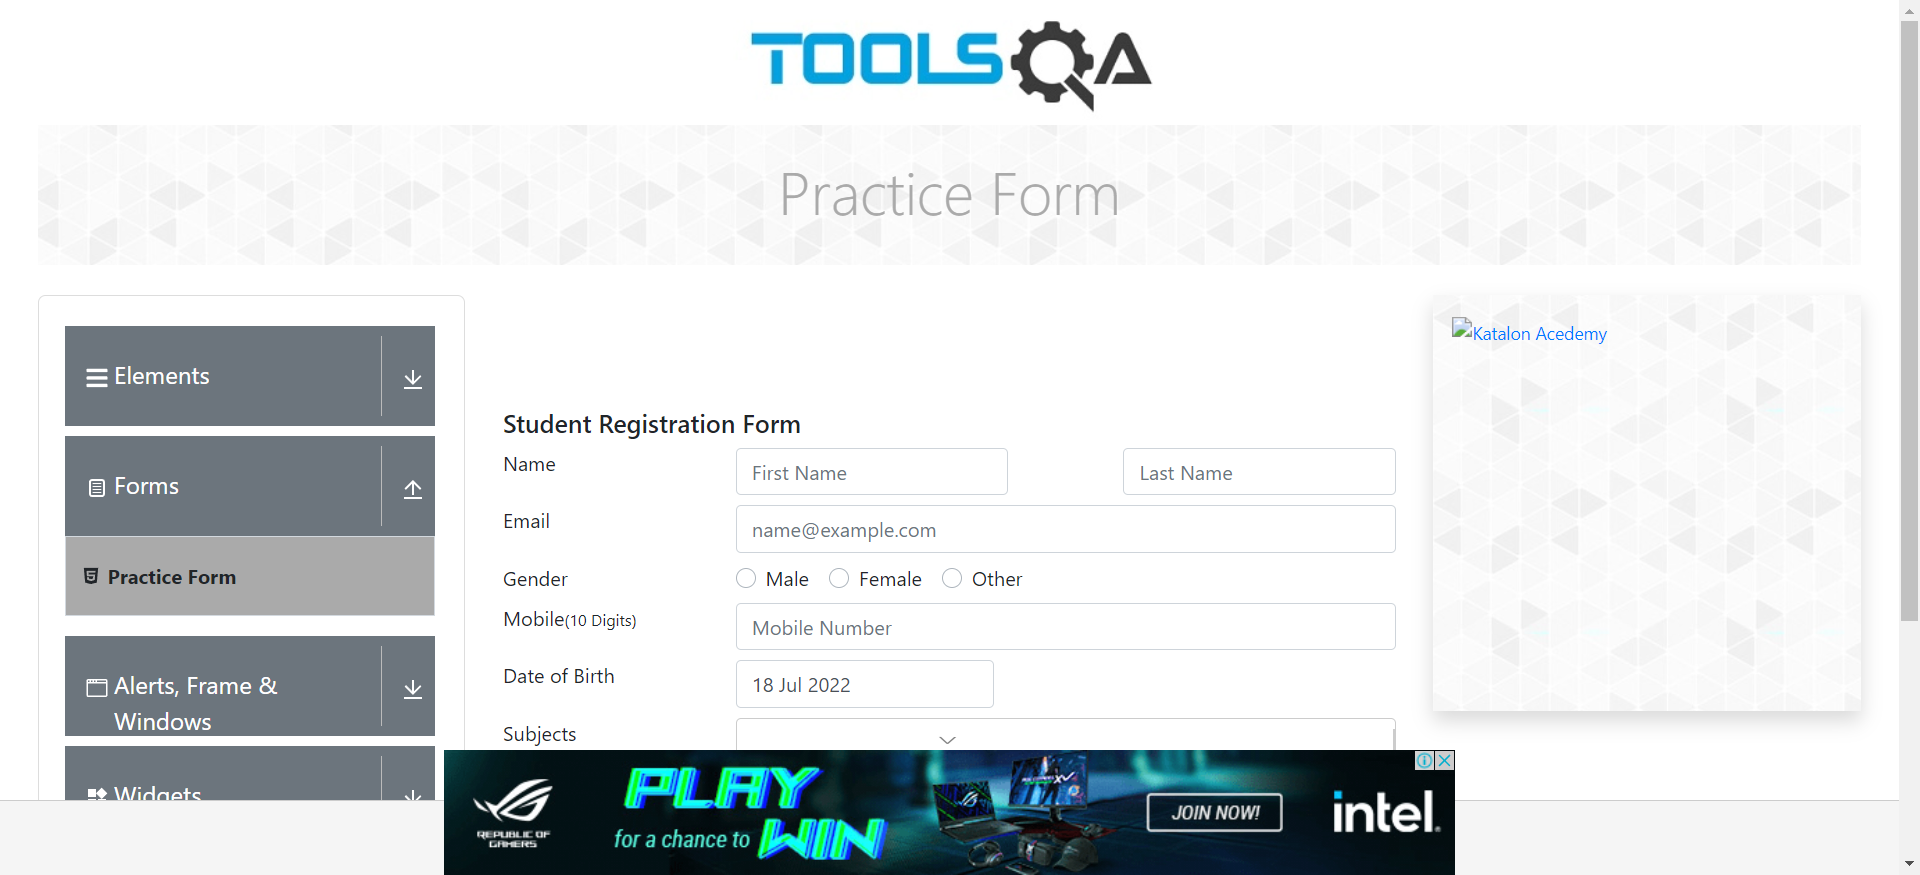 TOOLSQA
Practice Form
Elements
Forms
Practice Form
Alerts, Frame &
Windows
Widgets
Student Registration Form
Name
First Name
Last Name
Email
name@example.com
Gender
Male
Female
Other
Mobile(10 Digits)
Mobile Number
Date of Birth
18 Jul 2022
Subjects
Katalon Acedemy
REPUBLIC OF
GAMERS
PLAY
for a chance to WIN
JOIN NOW!
intel.